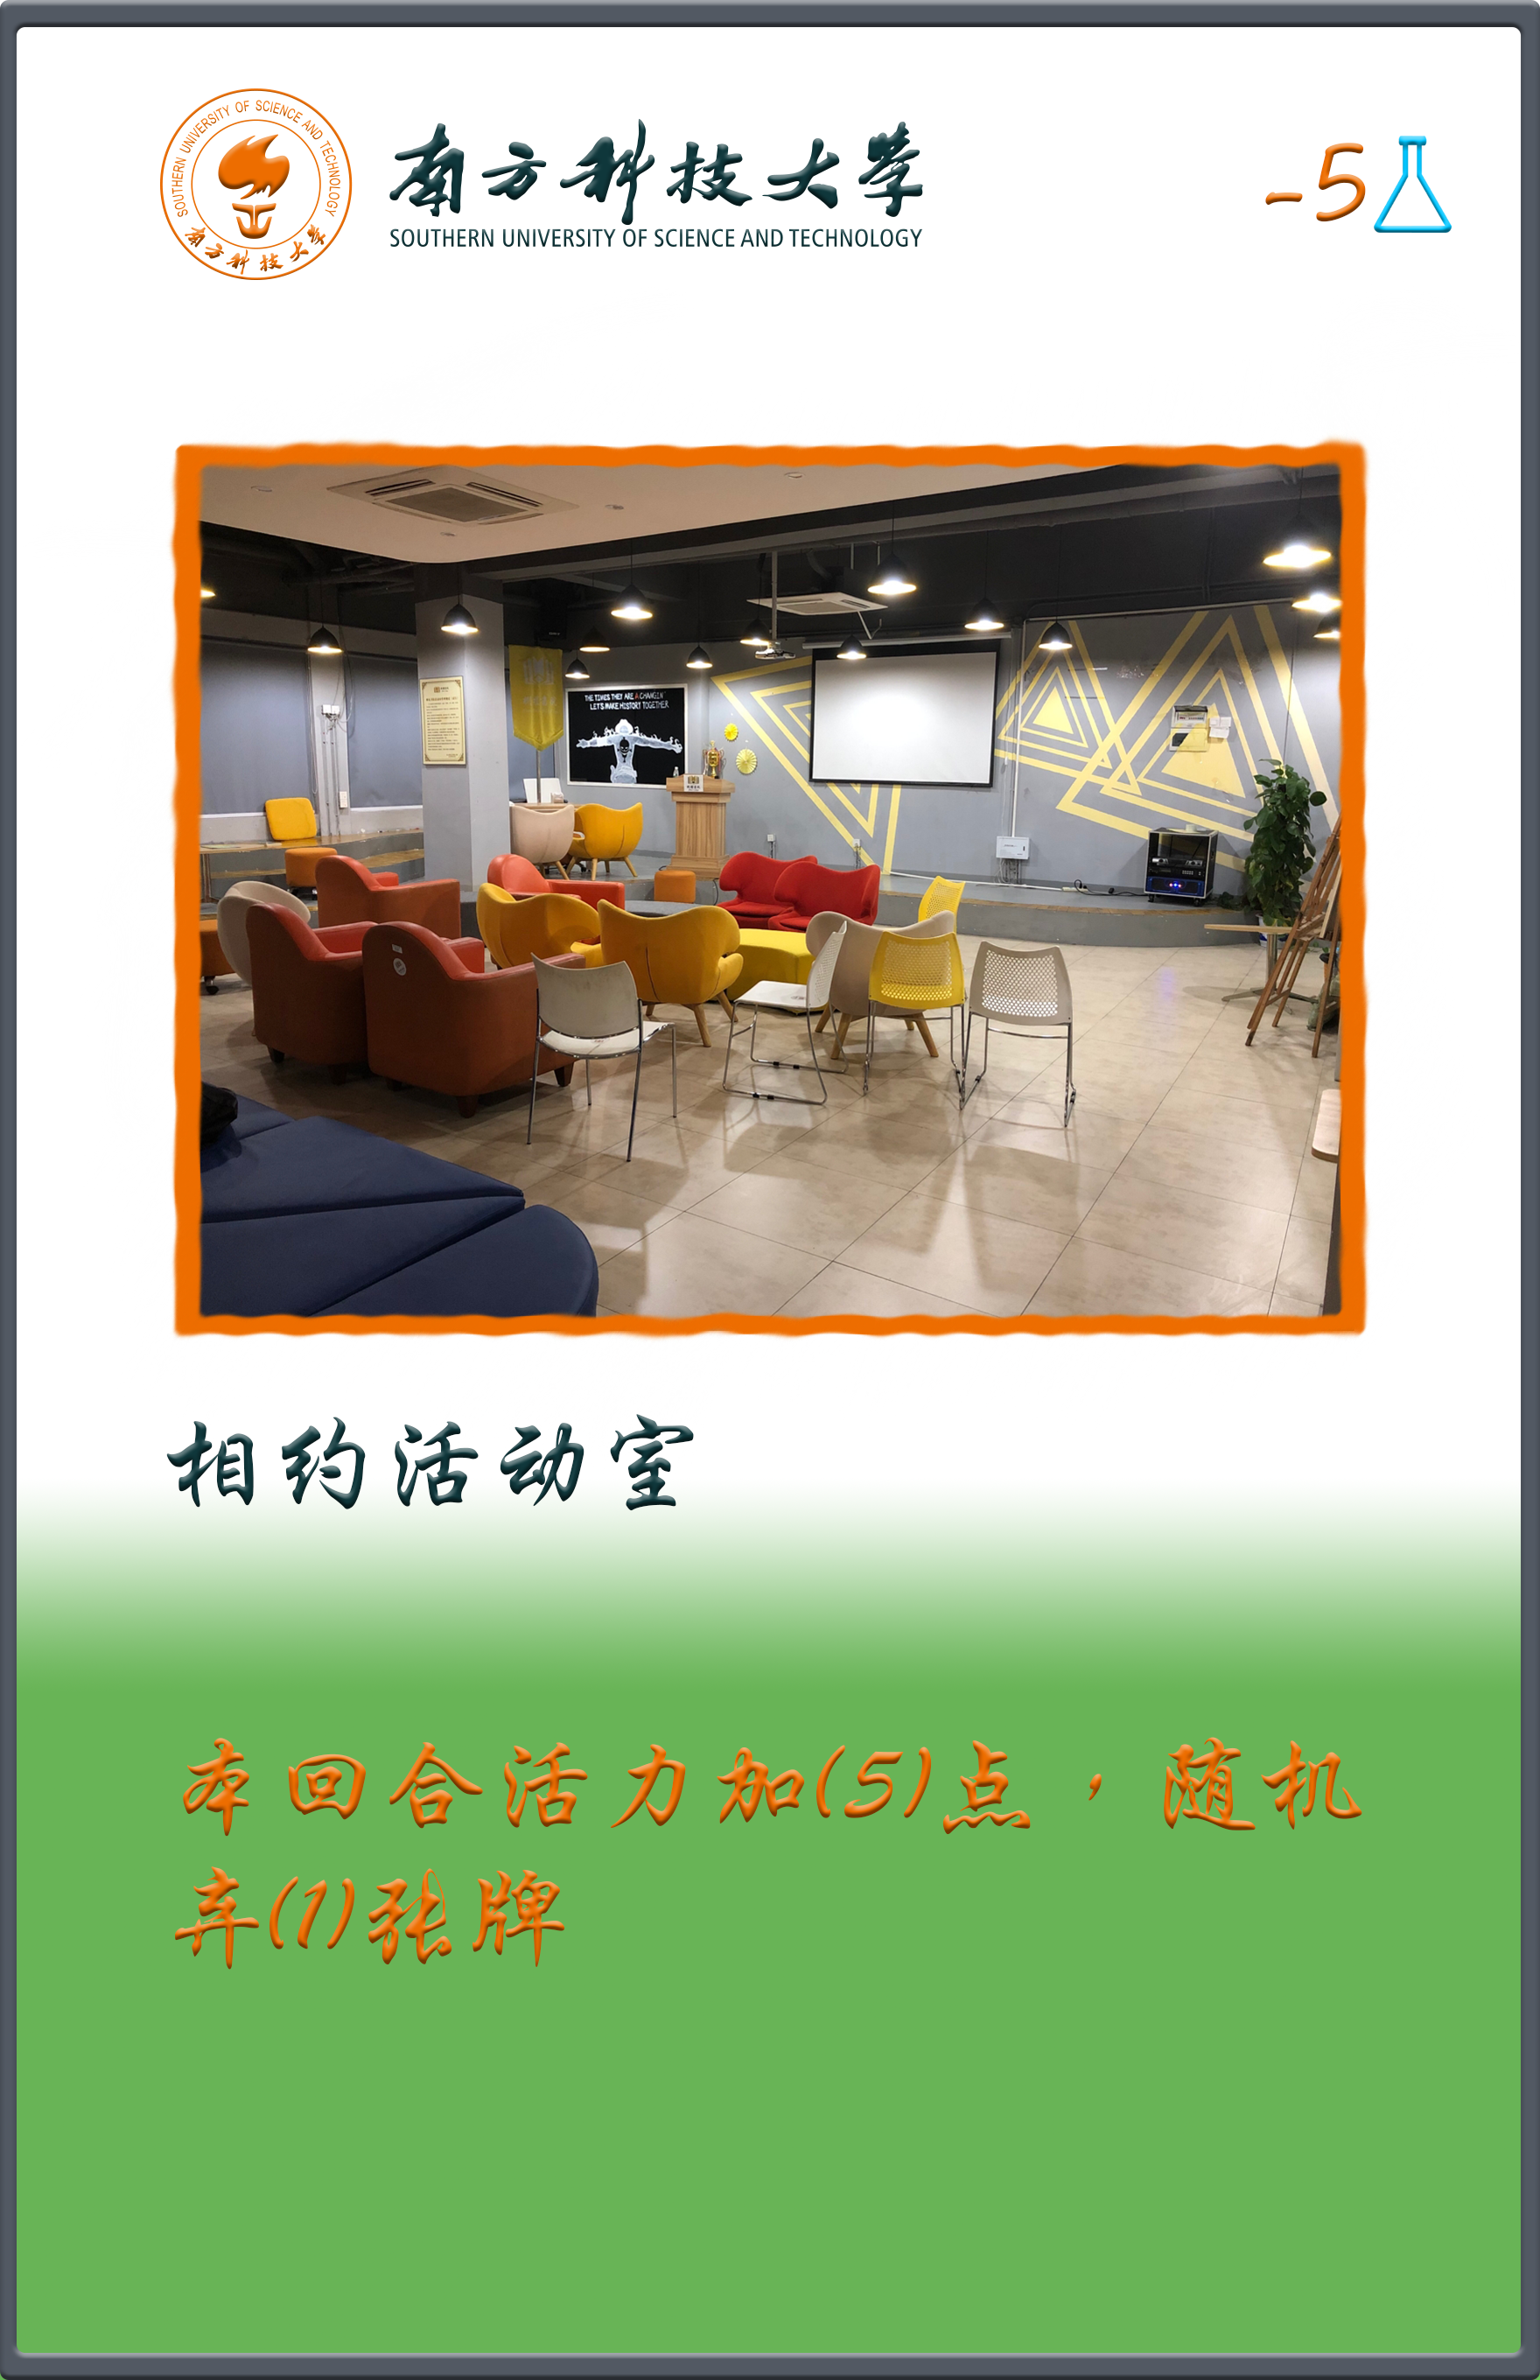 SOUTHERN UNIVERSITY OF SCIENCE AND TECHNOLOGY
南方科技大学
南方科技大学
SOUTHERN UNIVERSITY OF SCIENCE AND TECHNOLOGY
-5
THE TIMES THEY ARE A CHANGIN'
LET'S MAKE HISTORY TOGETHER
相约活动室
本回合活力加(5)点，随机
弃(1)张牌